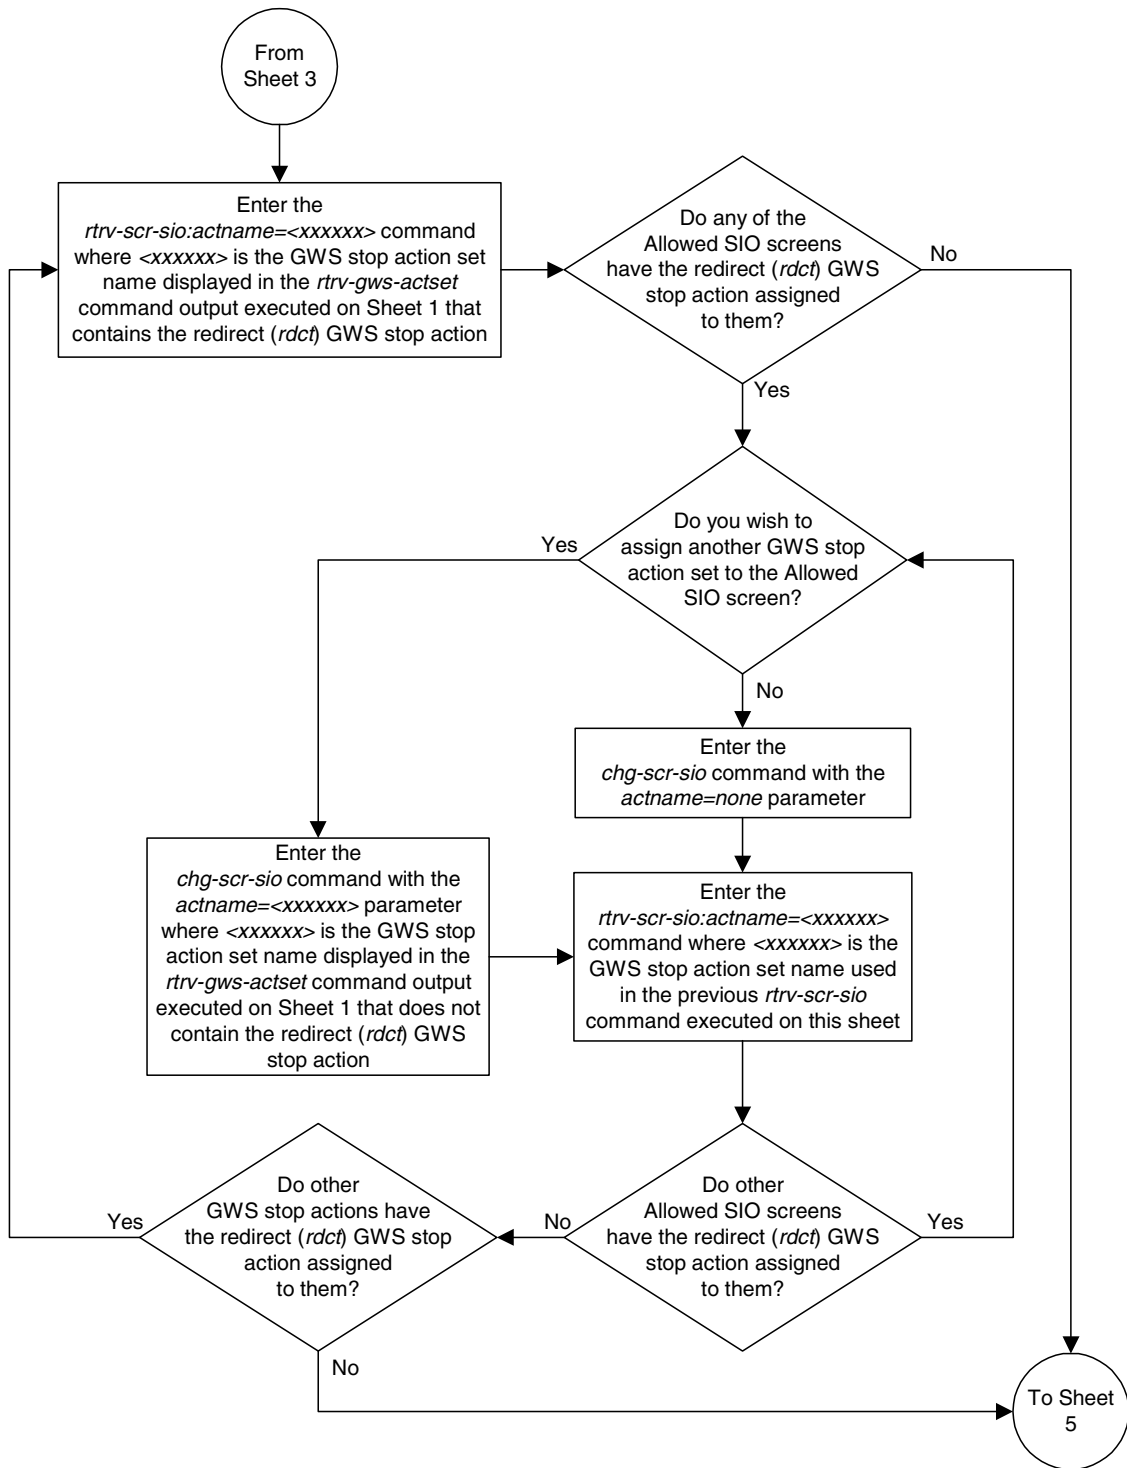 From
Sheet 3
Enter the
rtrv-scr-sio:actname=<xxxxxx> command
where <xxxxxx> is the GWS stop action set
name displayed in the rtrv-gws-actset
command output executed on Sheet 1 that
contains the redirect (rdct) GWS stop action
Do any of the
Allowed SIO screens
have the redirect (rdct) GWS
stop action assigned
to them?
No
Yes
Do you wish to
assign another GWS stop
action set to the Allowed
SIO screen?
Yes
No
Enter the
chg-scr-sio command with the
actname=none parameter
Enter the
chg-scr-sio command with the
actname=<xxxxxx> parameter
where <xxxxxx> is the GWS stop
action set name displayed in the
rtrv-gws-actset command output
executed on Sheet 1 that does not
contain the redirect (rdct) GWS
stop action
Enter the
rtrv-scr-sio:actname=<xxxxxx>
command where <xxxxxx> is the
GWS stop action set name used
in the previous rtrv-scr-sio
command executed on this sheet
Do other
Allowed SIO screens
have the redirect (rdct) GWS
stop action assigned
to them?
Yes
No
Do other
GWS stop actions have
the redirect (rdct) GWS stop
action assigned
to them?
Yes
No
To Sheet
5